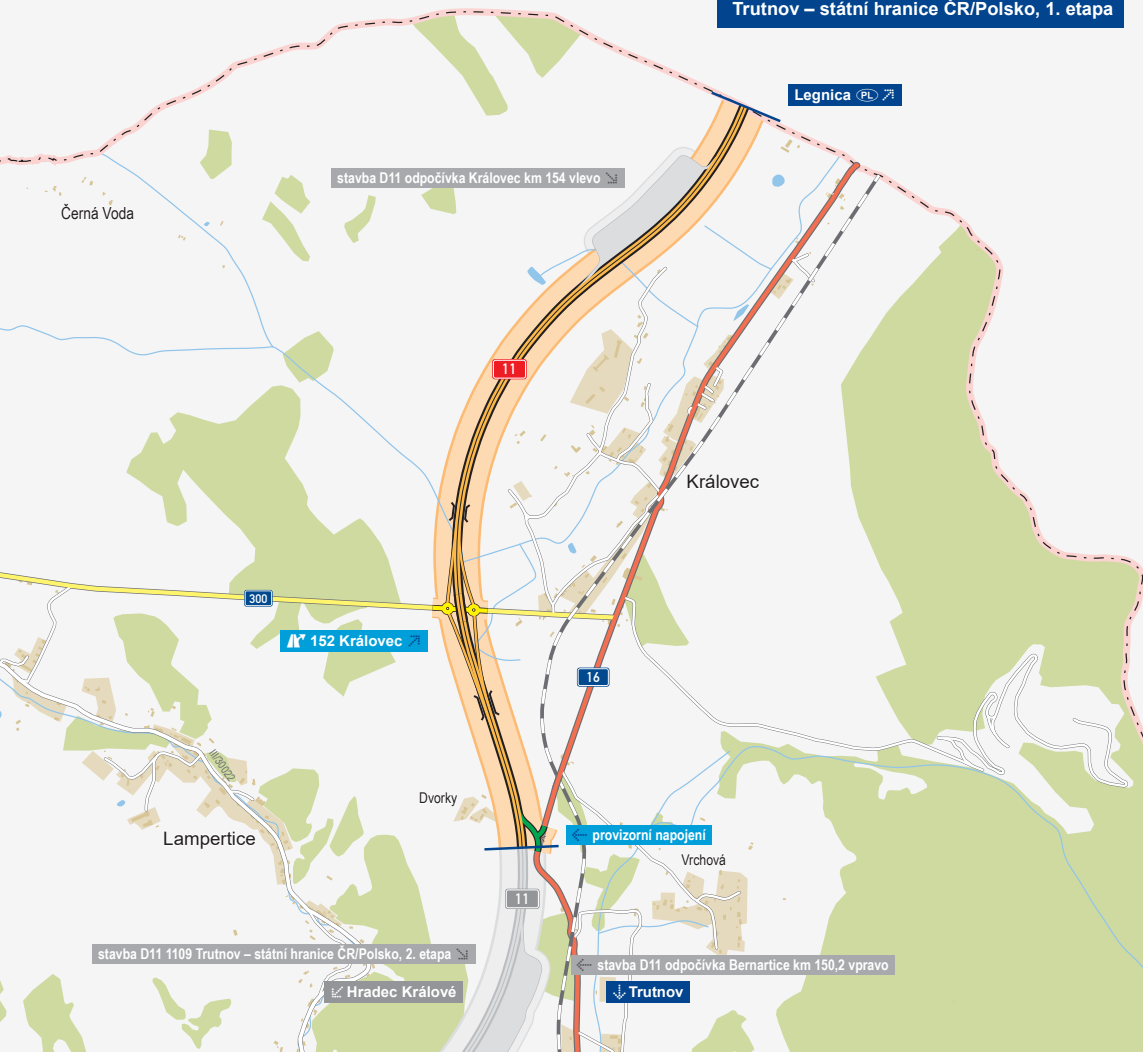 Trutnov – státní hranice ČR/Polsko, 1. etapa
Legnica PL
stavba D11 odpočívka Královec km 154 vlevo
Černá Voda
11
Královec
300
152 Královec
16
III/30022
Dvorky
provizorní napojení
Lampertice
Vrchová
11
stavba D11 1109 Trutnov – státní hranice ČR/Polsko, 2. etapa
stavba D11 odpočívka Bernartice km 150,2 vpravo
Hradec Králové
Trutnov